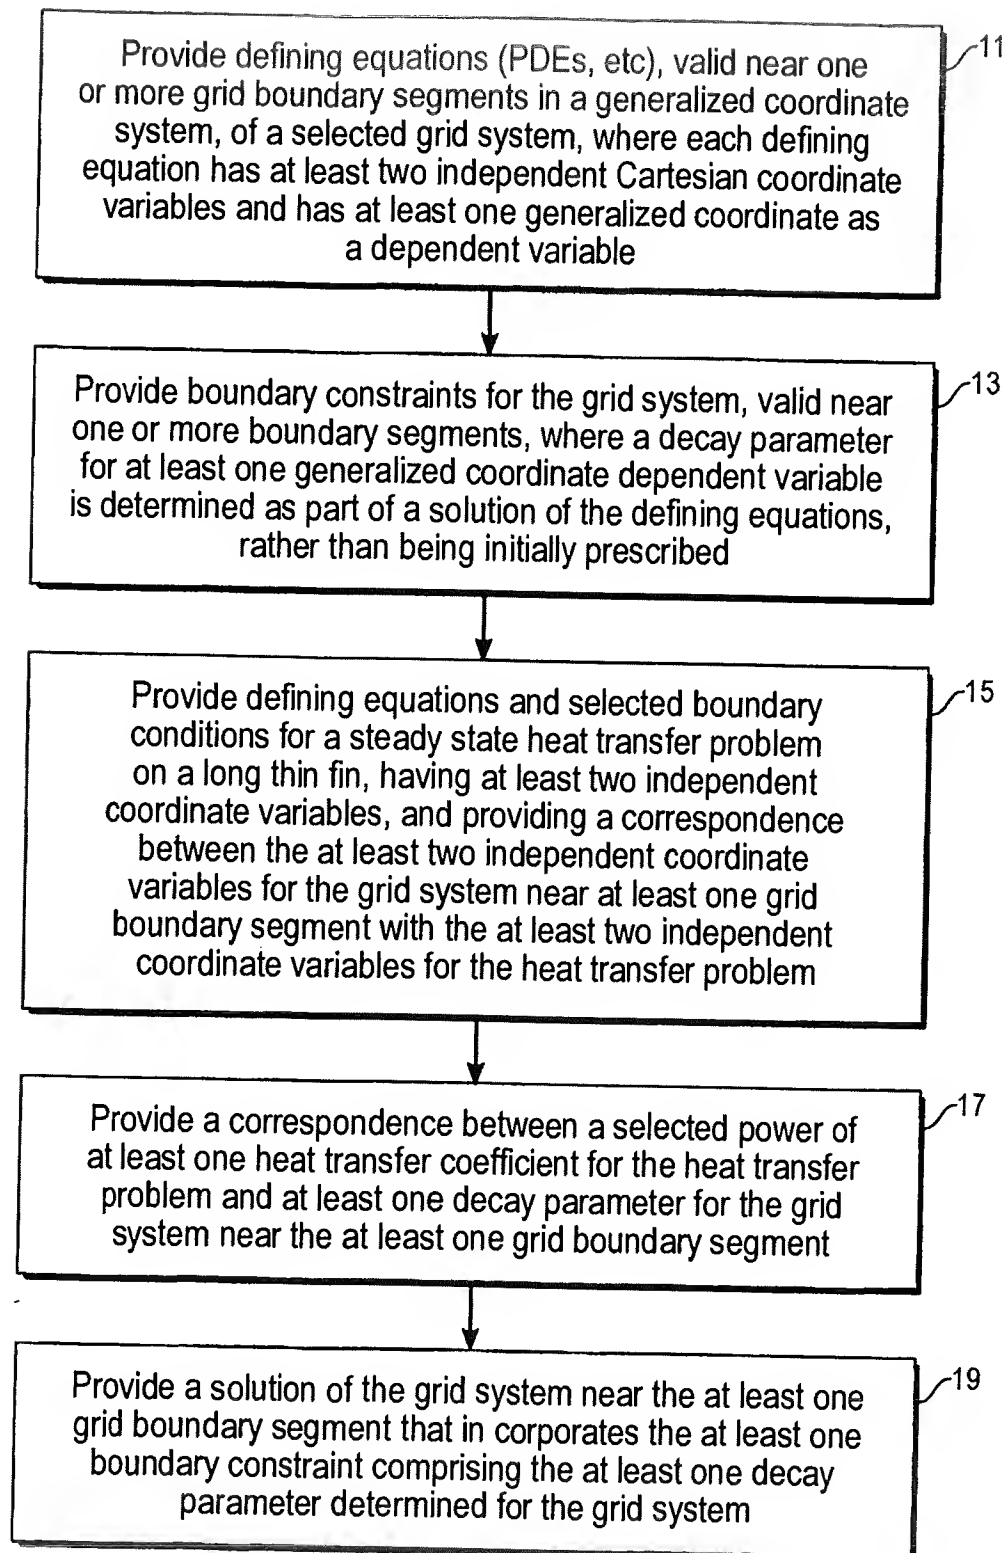 Provide defining equations (PDEs, etc), valid near one
or more grid boundary segments in a generalized coordinate
system, of a selected grid system, where each defining
equation has at least two independent Cartesian coordinate
variables and has at least one generalized coordinate as
a dependent variable
11
Provide boundary constraints for the grid system, valid near
one or more boundary segments, where a decay parameter
for at least one generalized coordinate dependent variable
is determined as part of a solution of the defining equations,
rather than being initially prescribed
13
Provide defining equations and selected boundary
conditions for a steady state heat transfer problem
on a long thin fin, having at least two independent
coordinate variables, and providing a correspondence
between the at least two independent coordinate
variables for the grid system near at least one grid
boundary segment with the at least two independent
coordinate variables for the heat transfer problem
15
Provide a correspondence between a selected power of
at least one heat transfer coefficient for the heat transfer
problem and at least one decay parameter for the grid
system near the at least one grid boundary segment
17
Provide a solution of the grid system near the at least one
grid boundary segment that in corporates the at least one
boundary constraint comprising the at least one decay
parameter determined for the grid system
19